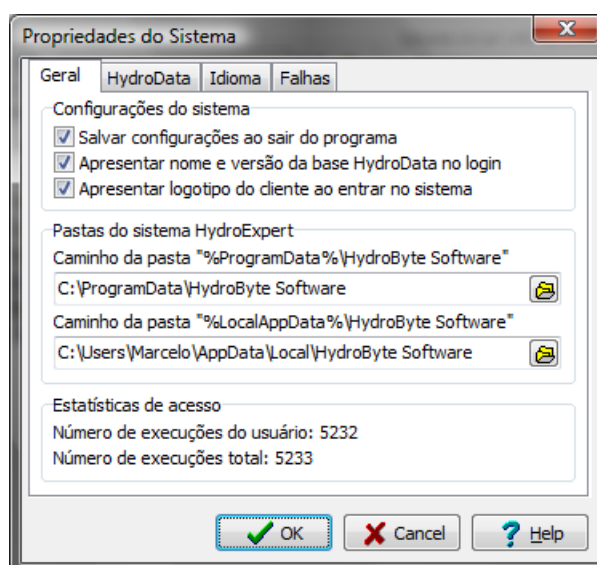 Propriedades do Sistema
Geral HydroData Idioma Falhas
Configurações do sistema
Salvar configurações ao sair do programa
Apresentar nome e versão da base HydroData no login
Apresentar logotipo do cliente ao entrar no sistema
Pastas do sistema HydroExpert
Caminho da pasta "%ProgramData%\HydroByte Software"
C:\ProgramData\HydroByte Software
Caminho da pasta "%LocalAppData%\HydroByte Software"
C:\Users\Marcelo\AppData\Local\HydroByte Software
Estatísticas de acesso
Número de execuções do usuário: 5232
Número de execuções total: 5233
OK Cancel Help